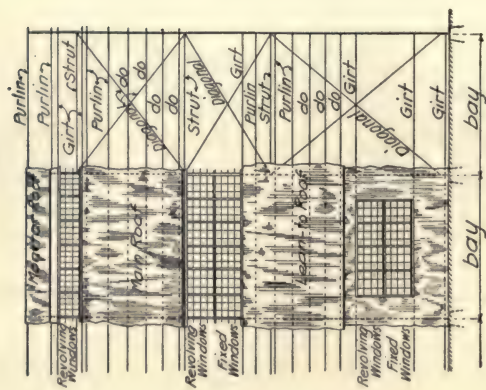 Purlin
Purlin
Girt
Strut
Purlin
do
do
do
do
Diagonal
Strut
Diagonal
Girt
Purlin
Strut
Purlin
do
do
do
Girt
Diagonal
Girt
Girt
Monitor Roof
Revolving
Windows
Main Roof
Revolving
Windows
Fixed
Windows
Lean-to Roof
Revolving
Windows
Fixed
Windows
bay
bay